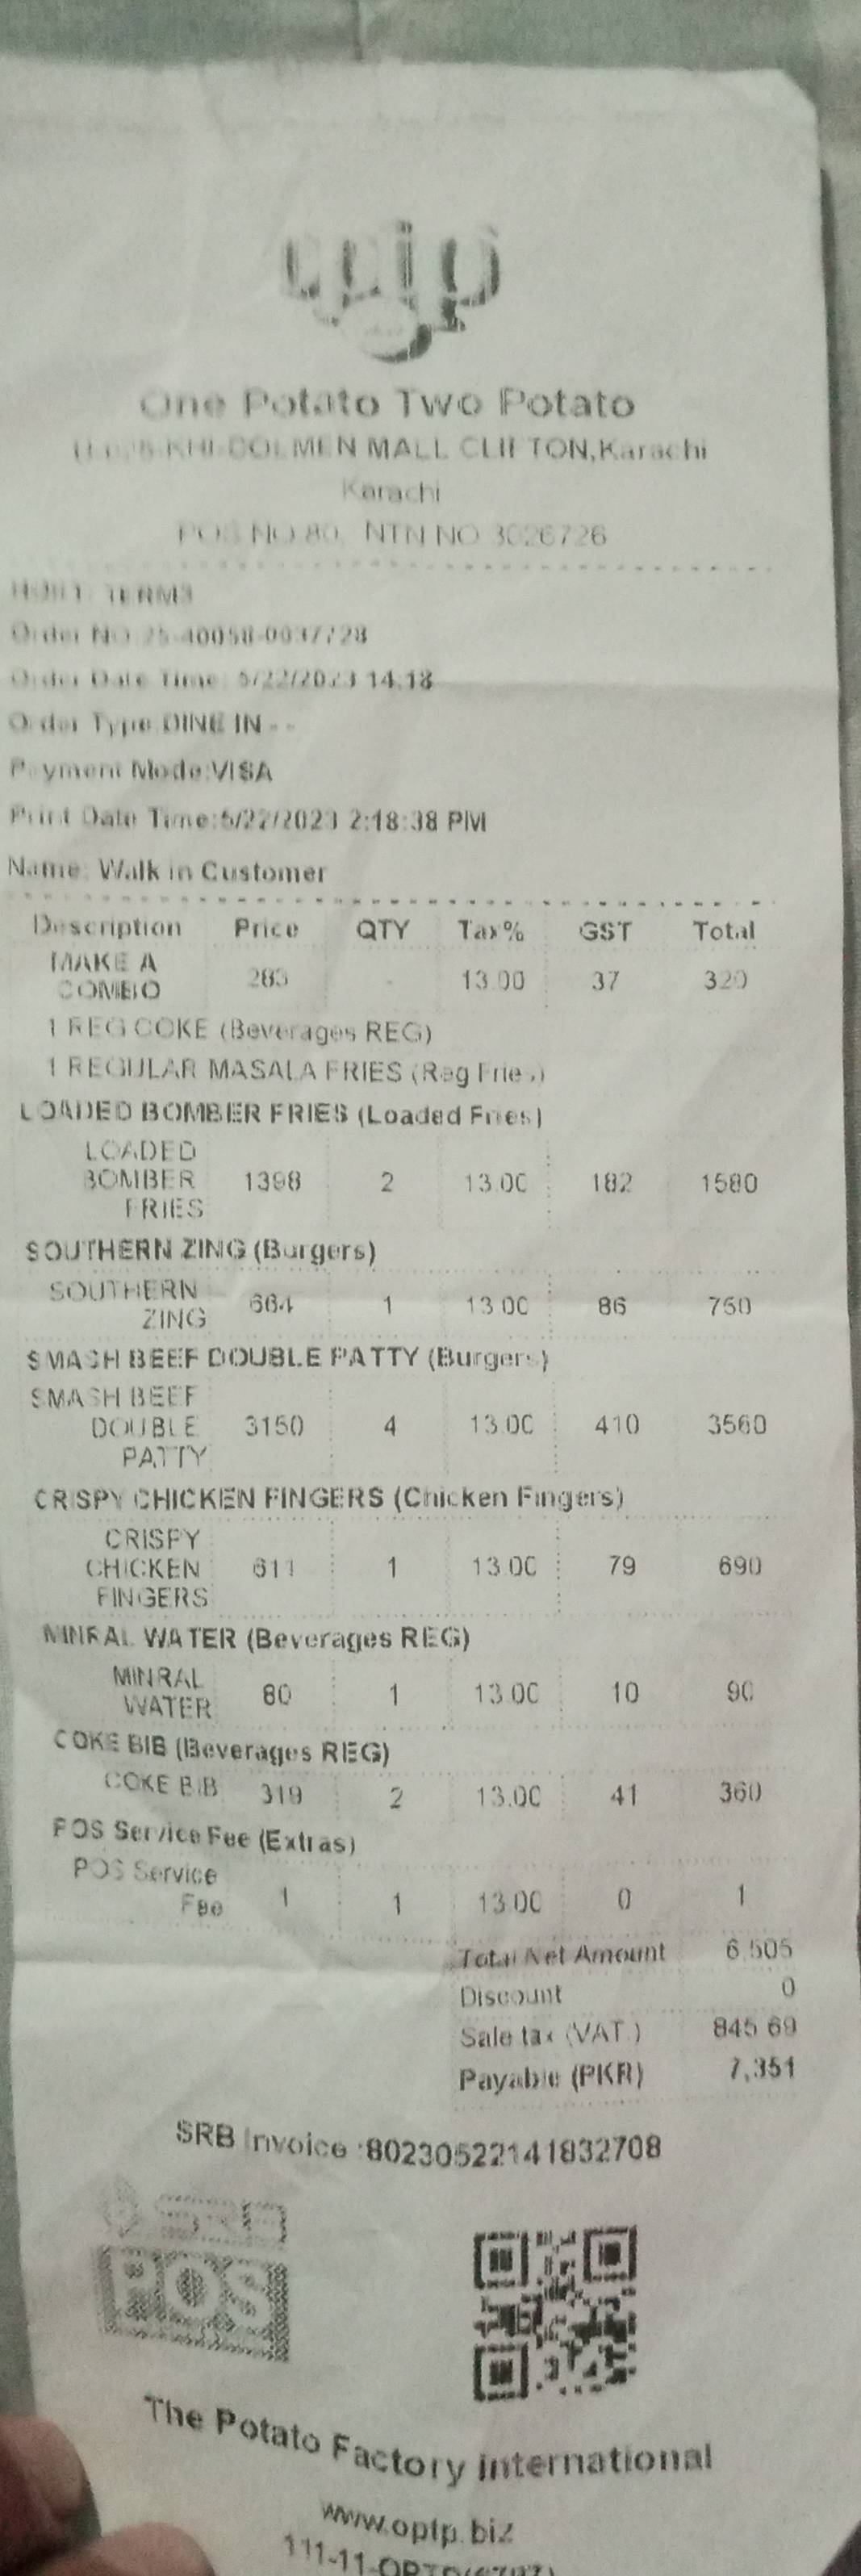 optp
One Potato Two Potato
KHI-DOLMEN MALL CLIFTON,Karachi
Karachi
POS NO 80, NTN NO 3026726
TERM3
Order NO 25-40058-0037728
Order Date Time: 5/22/2023 14:18
Order Type:DINE IN - -
Payment Mode:VISA
Print Date Time:5/22/2023 2:18:38 PM
Name: Walk in Customer
Description Price QTY Tax% GST Total
MAKE A COMBO 283 13.00 37 320
1 REG COKE (Beverages REG)
1 REGULAR MASALA FRIES (Reg Fries)
LOADED BOMBER FRIES (Loaded Fries)
LOADED BOMBER FRIES 1398 2 13.00 182 1580
SOUTHERN ZING (Burgers)
SOUTHERN ZING 664 1 13.00 86 750
SMASH BEEF DOUBLE PATTY (Burgers)
SMASH BEEF DOUBLE PATTY 3150 4 13.00 410 3560
CRISPY CHICKEN FINGERS (Chicken Fingers)
CRISPY CHICKEN FINGERS 611 1 13.00 79 690
MINRAL WATER (Beverages REG)
MINRAL WATER 80 1 13.00 10 90
COKE BIB (Beverages REG)
COKE BIB 319 2 13.00 41 360
POS Service Fee (Extras)
POS Service Fee 1 1 13.00 0 1
Total Net Amount 6,505
Discount 0
Sale tax (VAT.) 845.69
Payable (PKR) 7,351
SRB Invoice :80230522141832708
SRB
POS
The Potato Factory International
www.optp.biz
111-11-OPTP(6787)